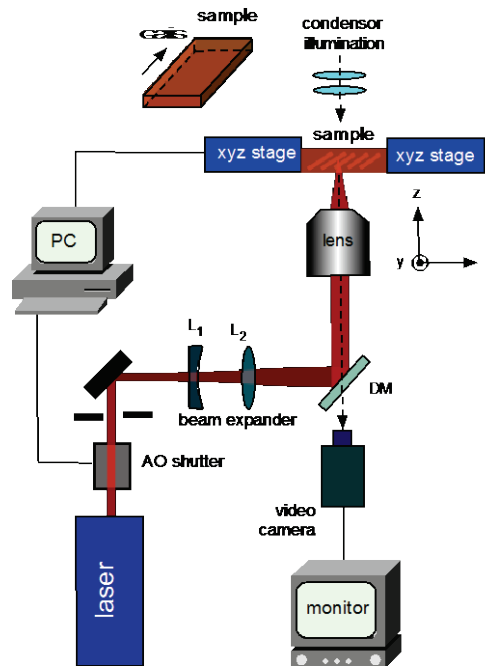 sample
c axis
condensor
illumination
sample
xyz stage
xyz stage
z
y
PC
lens
L1
L2
DM
beam expander
AO shutter
video
camera
laser
monitor